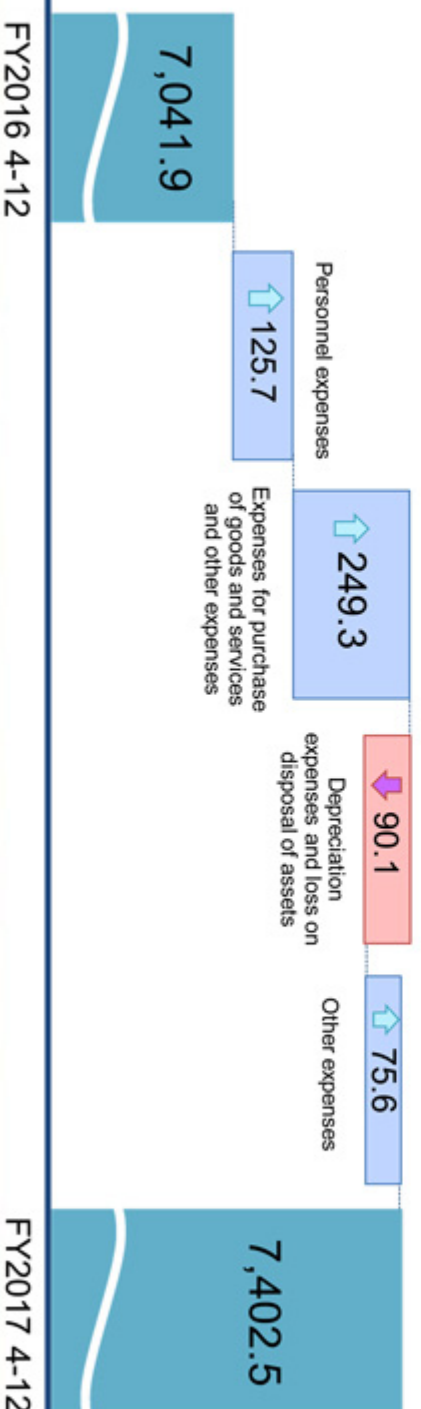 7,041.9
FY2016 4-12
Personnel expenses
125.7
249.3
Expenses for purchase
of goods and services
and other expenses
90.1
Depreciation
expenses and loss on
disposal of assets
Other expenses
75.6
7,402.5
FY2017 4-12